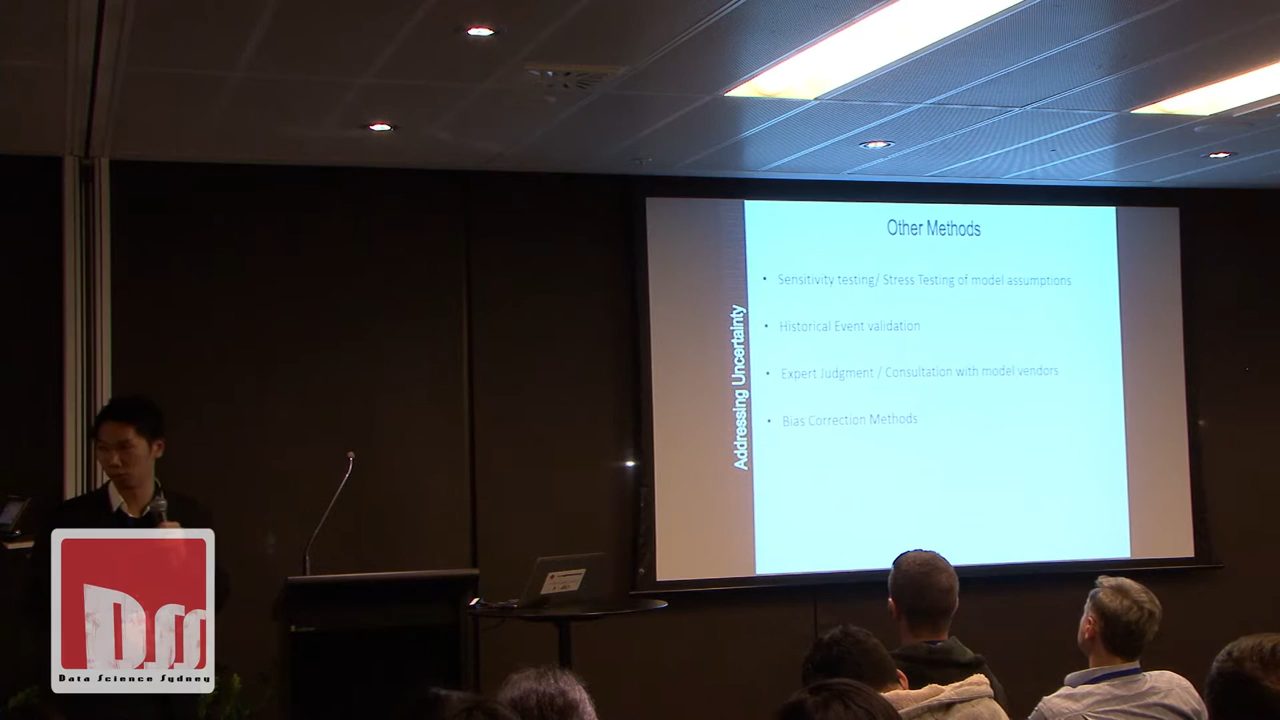 Other Methods
Addressing Uncertainty
• Sensitivity testing/ Stress Testing of model assumptions
• Historical Event validation
• Expert Judgment / Consultation with model vendors
• Bias Correction Methods
DSS
Data Science Sydney